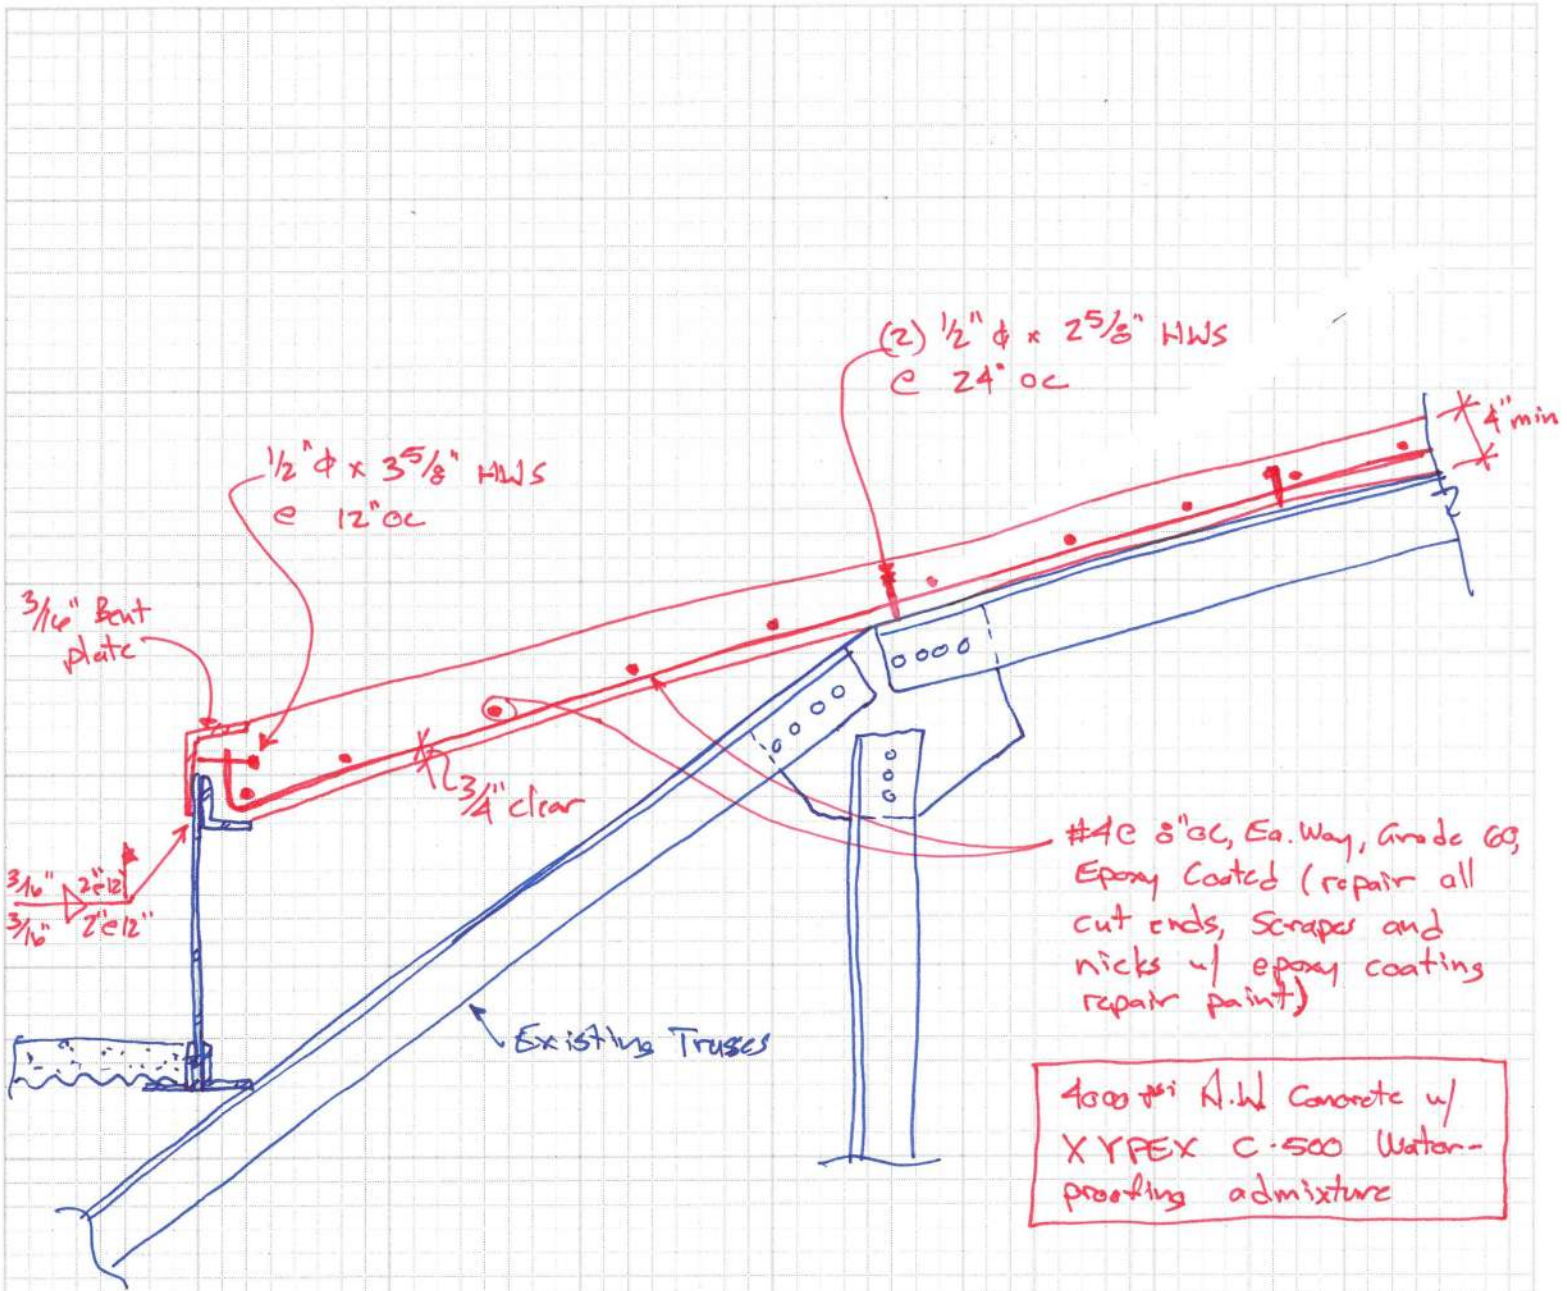 (2) 1/2" φ x 2 5/8" HWS
@ 24" oc
4" min
1/2" φ x 3 5/8" HWS
@ 12" oc
3/16" Bent
plate
3/4" clear
3/16" 2"@12"
3/16" 2"@12"
#4@ 8"OC, Ea. Way, Grade 60,
Epoxy Coated (repair all
cut ends, Scrapes and
nicks w/ epoxy coating
repair paint)
Existing Trusses
4000 psi N.W Concrete w/
XYPEX C-500 Water-
proofing admixture